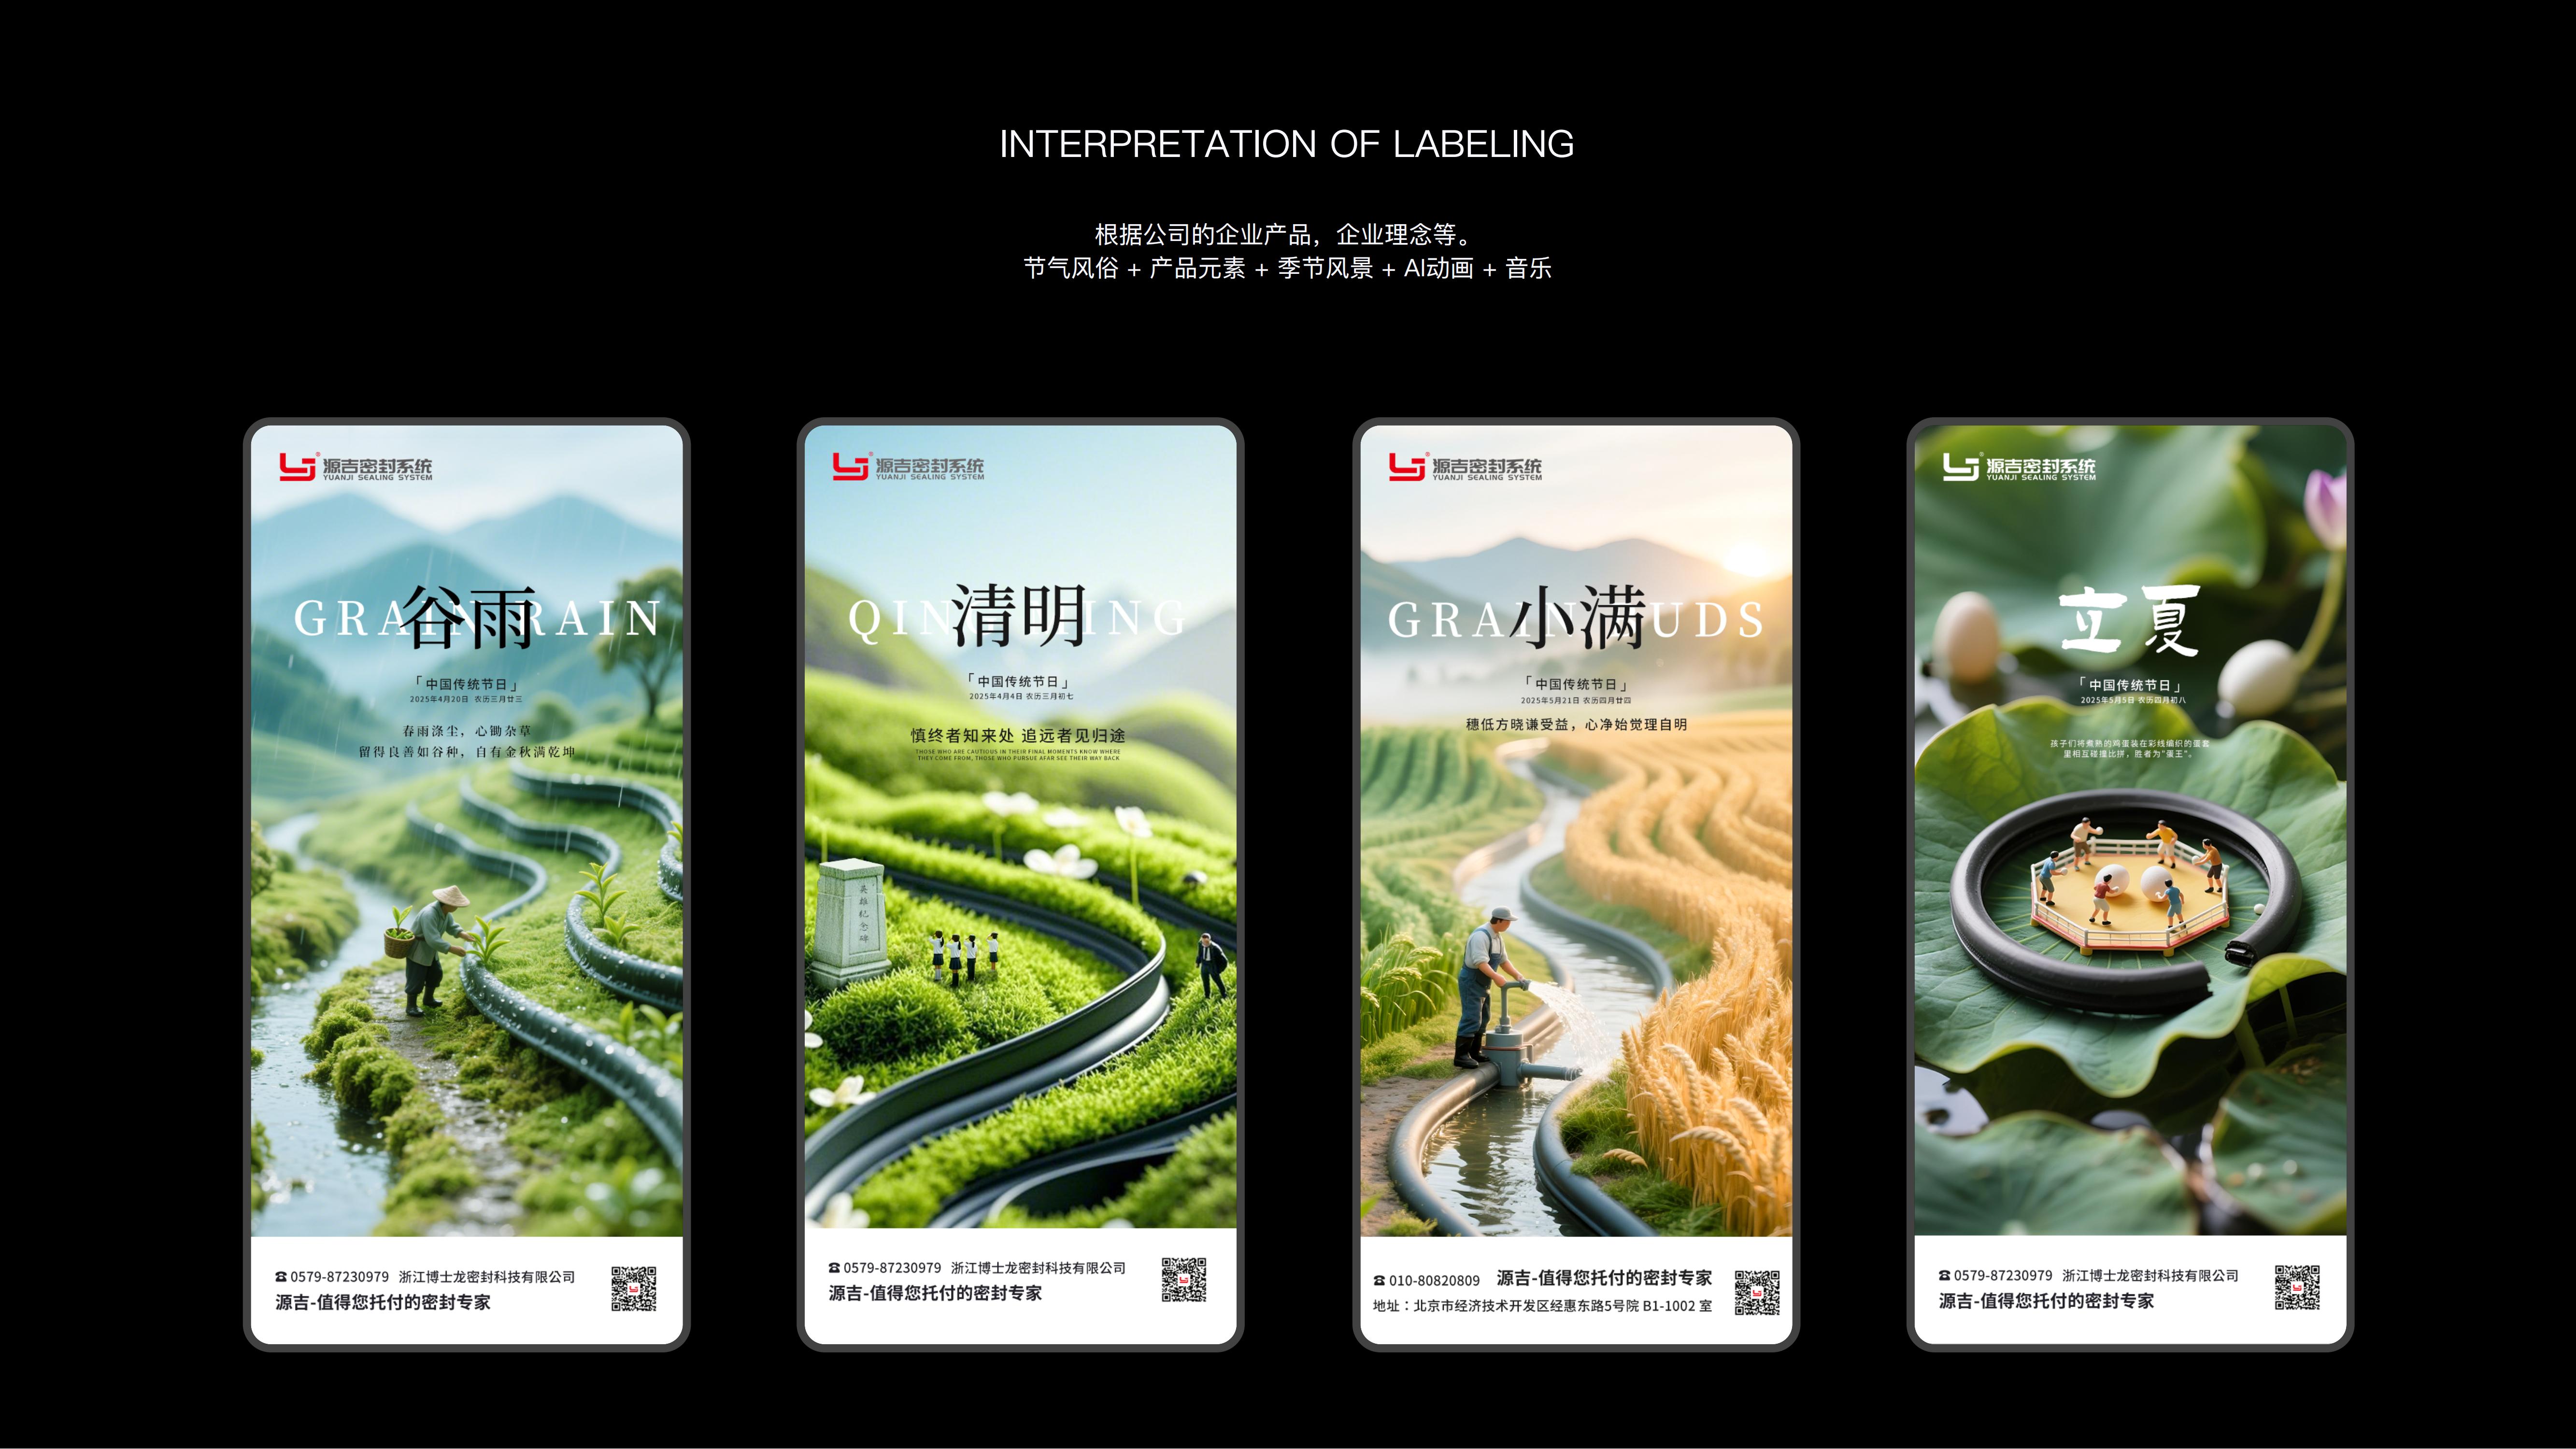 INTERPRETATION OF LABELING
根据公司的企业产品，企业理念等。
节气风俗 + 产品元素 + 季节风景 + AI动画 + 音乐
源吉密封系统
YUANJI SEALING SYSTEM
GRAIN RAIN
谷雨
「中国传统节日」
2025年4月20日 农历三月廿三
春雨涤尘，心锄杂草
留得良善如谷种，自有金秋满乾坤
☎ 0579-87230979 浙江博士龙密封科技有限公司
源吉-值得您托付的密封专家
源吉密封系统
YUANJI SEALING SYSTEM
QINGMING
清明
「中国传统节日」
2025年4月4日 农历三月初七
慎终者知来处 追远者见归途
THOSE WHO ARE CAUTIOUS IN THEIR FINAL MOMENTS KNOW WHERE
THEY COME FROM, THOSE WHO PURSUE AFAR SEE THEIR WAY BACK
英雄纪念碑
☎ 0579-87230979 浙江博士龙密封科技有限公司
源吉-值得您托付的密封专家
源吉密封系统
YUANJI SEALING SYSTEM
GRAIN BUDS
小满
「中国传统节日」
2025年5月21日 农历四月廿四
穗低方晓谦受益，心净始觉理自明
☎ 010-80820809 源吉-值得您托付的密封专家
地址：北京市经济技术开发区经惠东路5号院 B1-1002 室
源吉密封系统
YUANJI SEALING SYSTEM
立夏
「中国传统节日」
2025年5月5日 农历四月初八
孩子们将煮熟的鸡蛋装在彩线编织的蛋套
里相互碰撞比拼，胜者为“蛋王”。
☎ 0579-87230979 浙江博士龙密封科技有限公司
源吉-值得您托付的密封专家